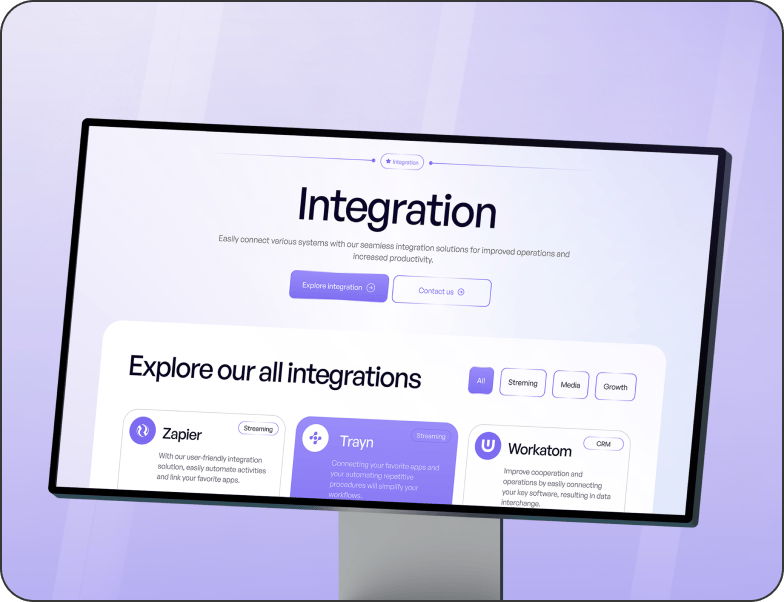 Integration
Integration
Easily connect various systems with our seamless integration solutions for improved operations and
increased productivity.
Explore integration
Contact us
Explore our all integrations
All
Streming
Media
Growth
Zapier
Streaming
With our user-friendly integration
solution, easily automate activities
and link your favorite apps.
Trayn
Streaming
Connecting your favorite apps and
your automating repetitive
procedures will simplify your
workflows.
Workatom
CRM
Improve cooperation and
operations by easily connecting
your key software, resulting in data
interchange.